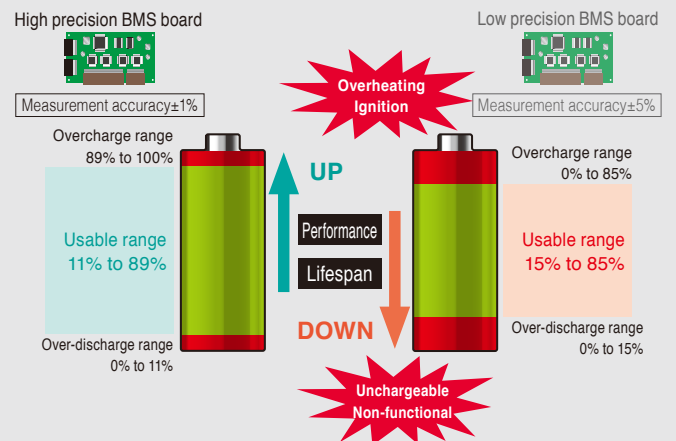 High precision BMS board
Measurement accuracy±1%
Overcharge range
89% to 100%
Usable range
11% to 89%
Over-discharge range
0% to 11%
Overheating
Ignition
UP
Performance
Lifespan
DOWN
Unchargeable
Non-functional
Low precision BMS board
Measurement accuracy±5%
Overcharge range
0% to 85%
Usable range
15% to 85%
Over-discharge range
0% to 15%